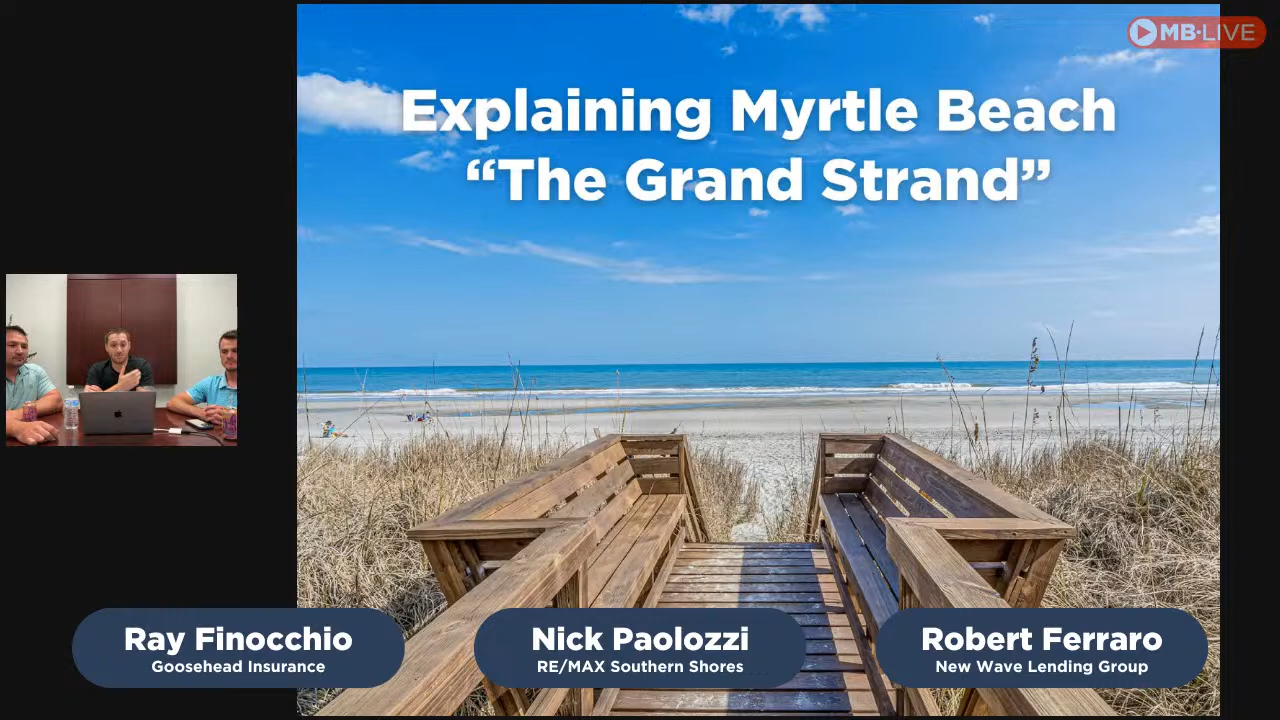 MB•LIVE
Explaining Myrtle Beach
“The Grand Strand”
Ray Finocchio
Goosehead Insurance
Nick Paolozzi
RE/MAX Southern Shores
Robert Ferraro
New Wave Lending Group